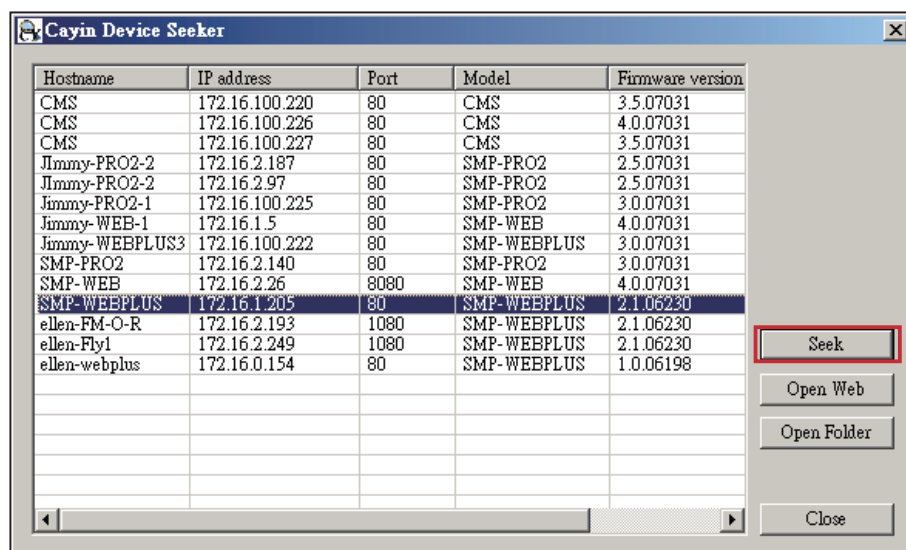 Cayin Device Seeker
Hostname IP address Port Model Firmware version
CMS 172.16.100.220 80 CMS 3.5.07031
CMS 172.16.100.226 80 CMS 4.0.07031
CMS 172.16.100.227 80 CMS 3.5.07031
JImmy-PRO2-2 172.16.2.187 80 SMP-PRO2 2.5.07031
JImmy-PRO2-2 172.16.2.97 80 SMP-PRO2 2.5.07031
Jimmy-PRO2-1 172.16.100.225 80 SMP-PRO2 3.0.07031
Jimmy-WEB-1 172.16.1.5 80 SMP-WEB 4.0.07031
Jimmy-WEBPLUS3 172.16.100.222 80 SMP-WEBPLUS 3.0.07031
SMP-PRO2 172.16.2.140 80 SMP-PRO2 3.0.07031
SMP-WEB 172.16.2.26 8080 SMP-WEB 4.0.07031
SMP-WEBPLUS 172.16.1.205 80 SMP-WEBPLUS 2.1.06230
ellen-FM-O-R 172.16.2.193 1080 SMP-WEBPLUS 2.1.06230
ellen-Fly1 172.16.2.249 1080 SMP-WEBPLUS 2.1.06230
ellen-webplus 172.16.0.154 80 SMP-WEBPLUS 1.0.06198
Seek
Open Web
Open Folder
Close